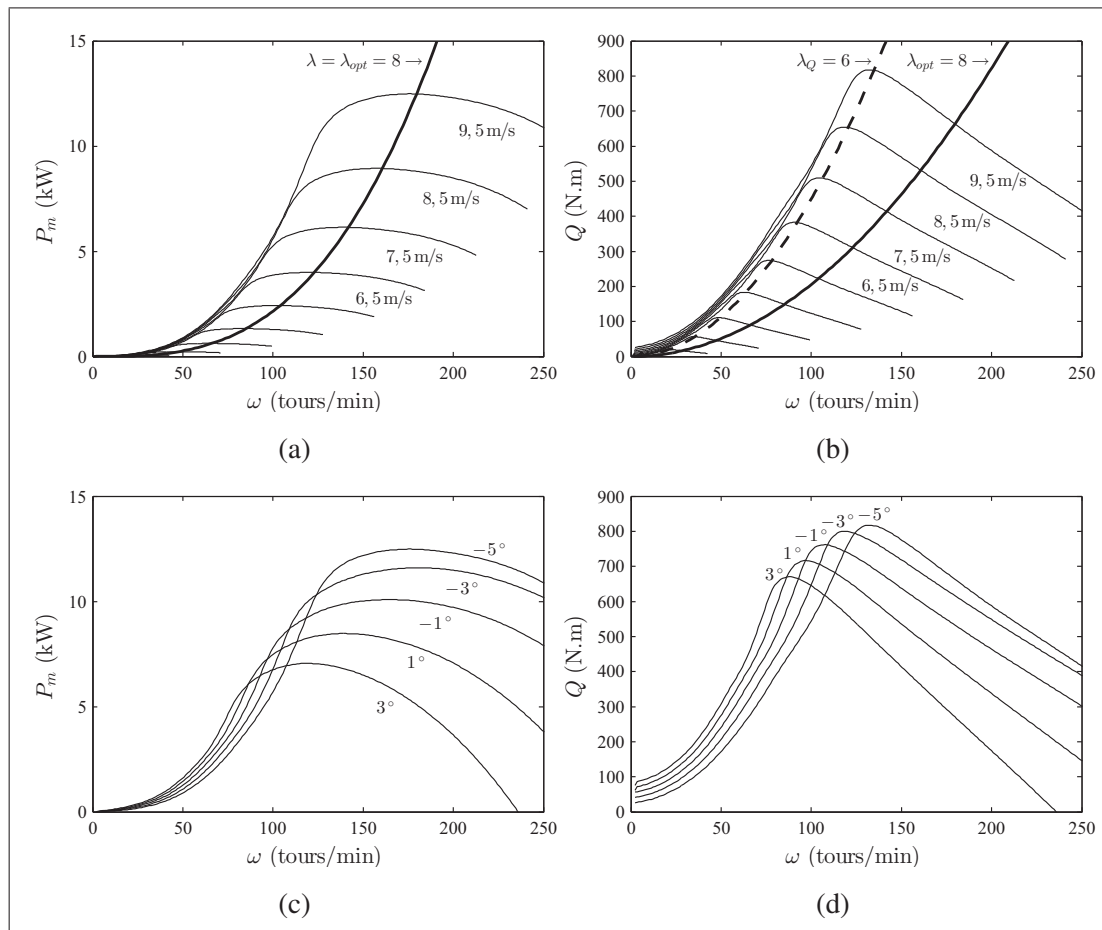 15
10
5
0
0 50 100 150 200 250
P_m (kW)
ω (tours/min)
λ = λ_opt = 8 →
9, 5 m/s
8, 5 m/s
7, 5 m/s
6, 5 m/s
(a)
900
800
700
600
500
400
300
200
100
0
0 50 100 150 200 250
Q (N.m)
ω (tours/min)
λ_Q = 6 →
λ_opt = 8 →
9, 5 m/s
8, 5 m/s
7, 5 m/s
6, 5 m/s
(b)
15
10
5
0
0 50 100 150 200 250
P_m (kW)
ω (tours/min)
−5°
−3°
−1°
1°
3°
(c)
900
800
700
600
500
400
300
200
100
0
0 50 100 150 200 250
Q (N.m)
ω (tours/min)
−5°
−3°
−1°
1°
3°
(d)